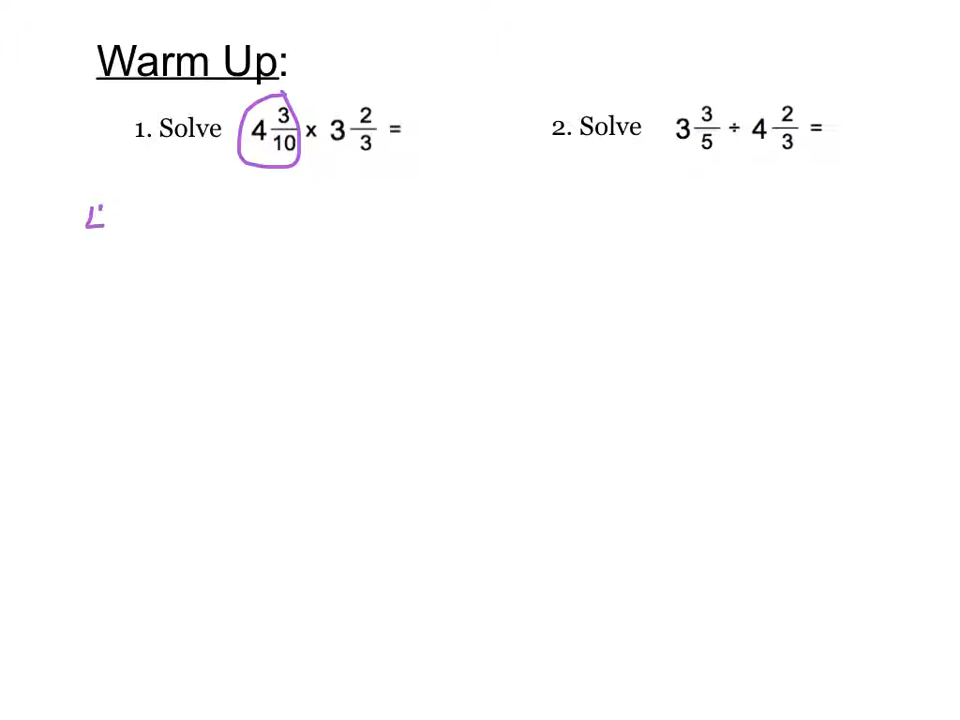 Warm Up:
1. Solve 4 3/10 x 3 2/3 =
2. Solve 3 3/5 ÷ 4 2/3 =